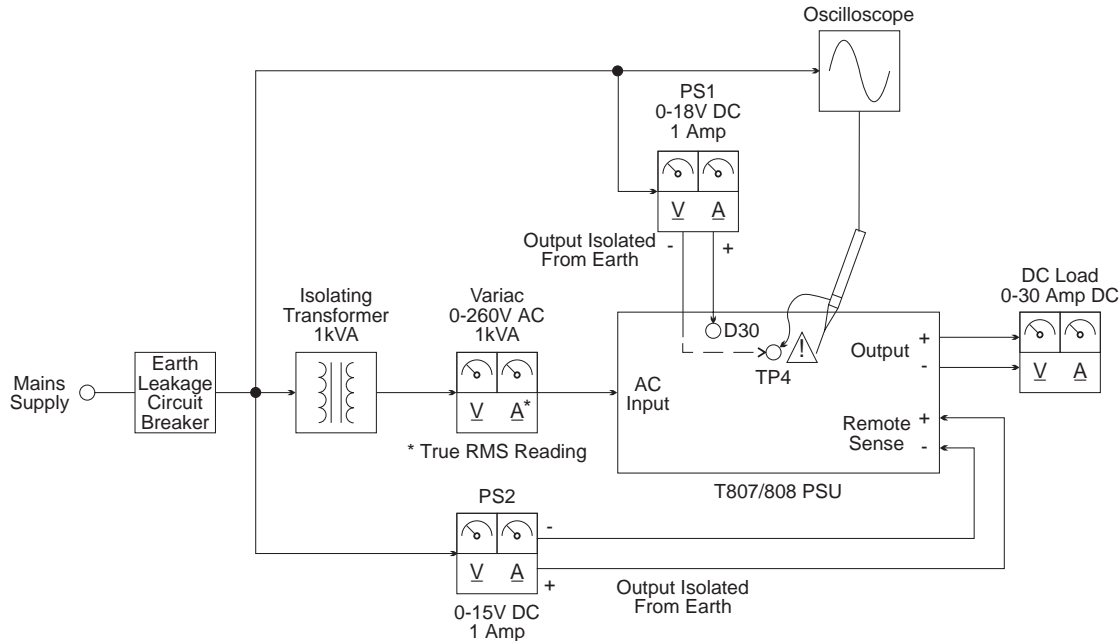 Oscilloscope
PS1
0-18V DC
1 Amp
V A
Output Isolated
From Earth
- +
DC Load
0-30 Amp DC
V A
Isolating
Transformer
1kVA
Variac
0-260V AC
1kVA
V A*
* True RMS Reading
Mains
Supply
Earth
Leakage
Circuit
Breaker
D30
!
TP4
AC
Input
Output
+
-
Remote
Sense
+
-
T807/808 PSU
PS2
V A
-
+
0-15V DC
1 Amp
Output Isolated
From Earth